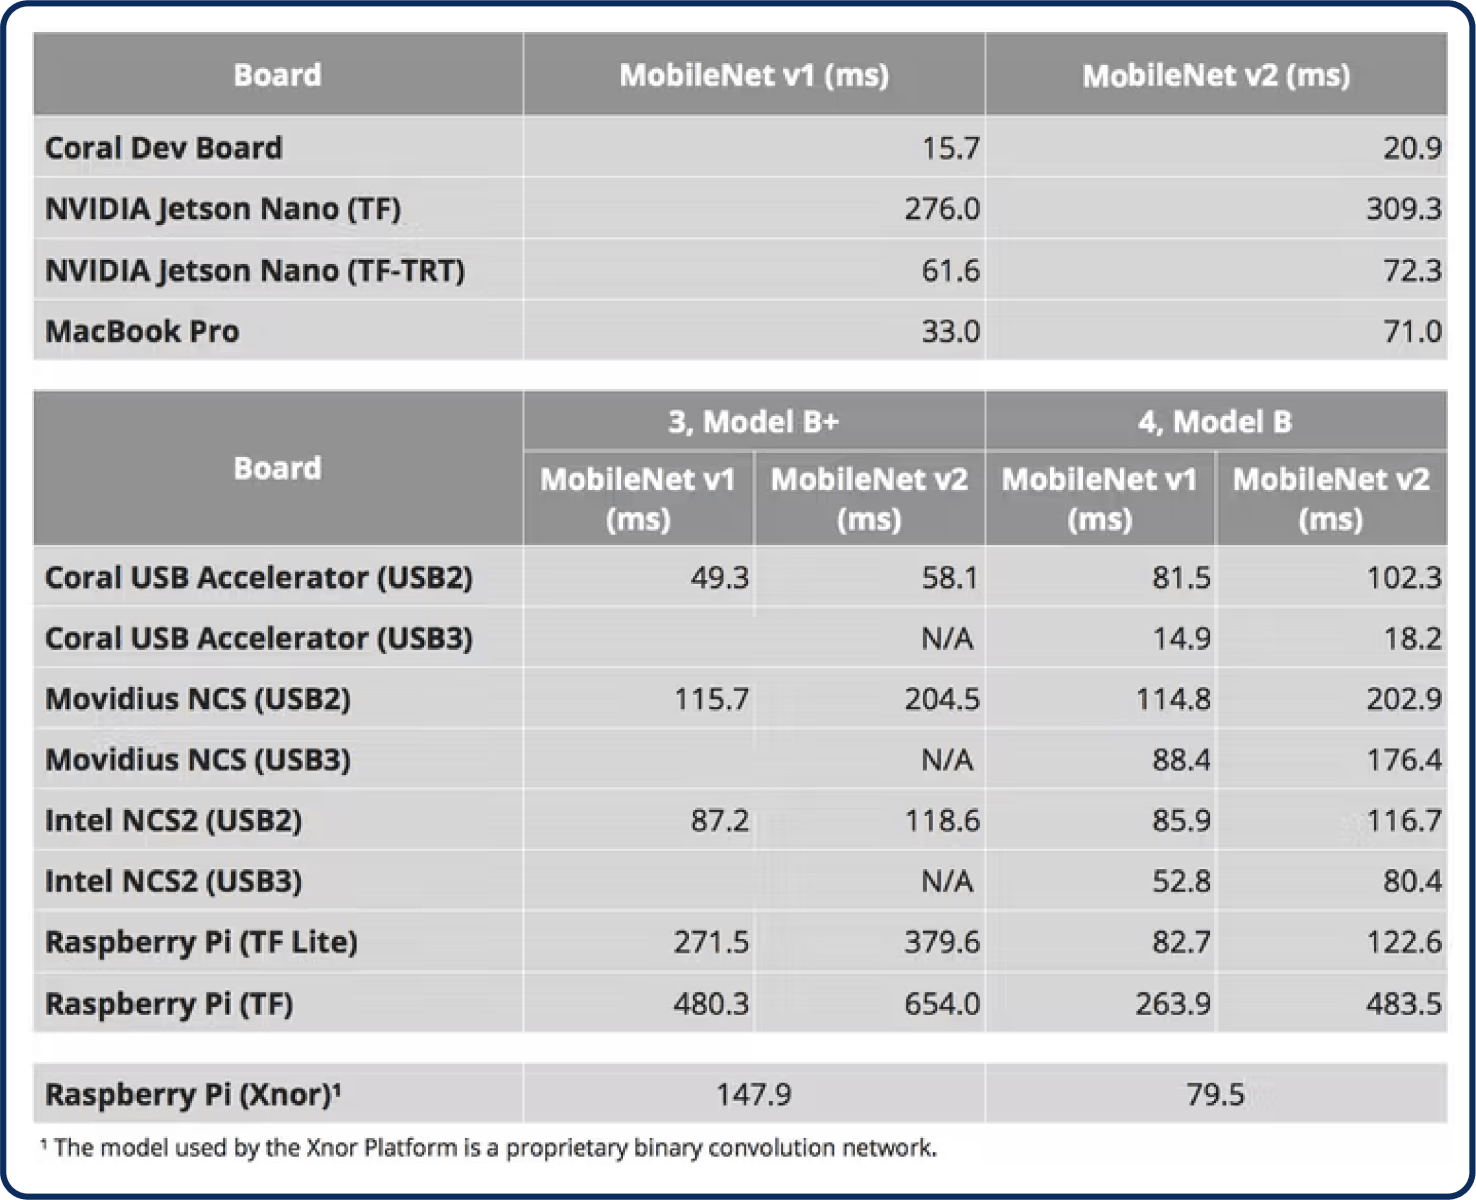 Board MobileNet v1 (ms) MobileNet v2 (ms)
Coral Dev Board 15.7 20.9
NVIDIA Jetson Nano (TF) 276.0 309.3
NVIDIA Jetson Nano (TF-TRT) 61.6 72.3
MacBook Pro 33.0 71.0
Board 3, Model B+ 4, Model B
MobileNet v1 (ms) MobileNet v2 (ms) MobileNet v1 (ms) MobileNet v2 (ms)
Coral USB Accelerator (USB2) 49.3 58.1 81.5 102.3
Coral USB Accelerator (USB3) N/A 14.9 18.2
Movidius NCS (USB2) 115.7 204.5 114.8 202.9
Movidius NCS (USB3) N/A 88.4 176.4
Intel NCS2 (USB2) 87.2 118.6 85.9 116.7
Intel NCS2 (USB3) N/A 52.8 80.4
Raspberry Pi (TF Lite) 271.5 379.6 82.7 122.6
Raspberry Pi (TF) 480.3 654.0 263.9 483.5
Raspberry Pi (Xnor)¹ 147.9 79.5
¹ The model used by the Xnor Platform is a proprietary binary convolution network.